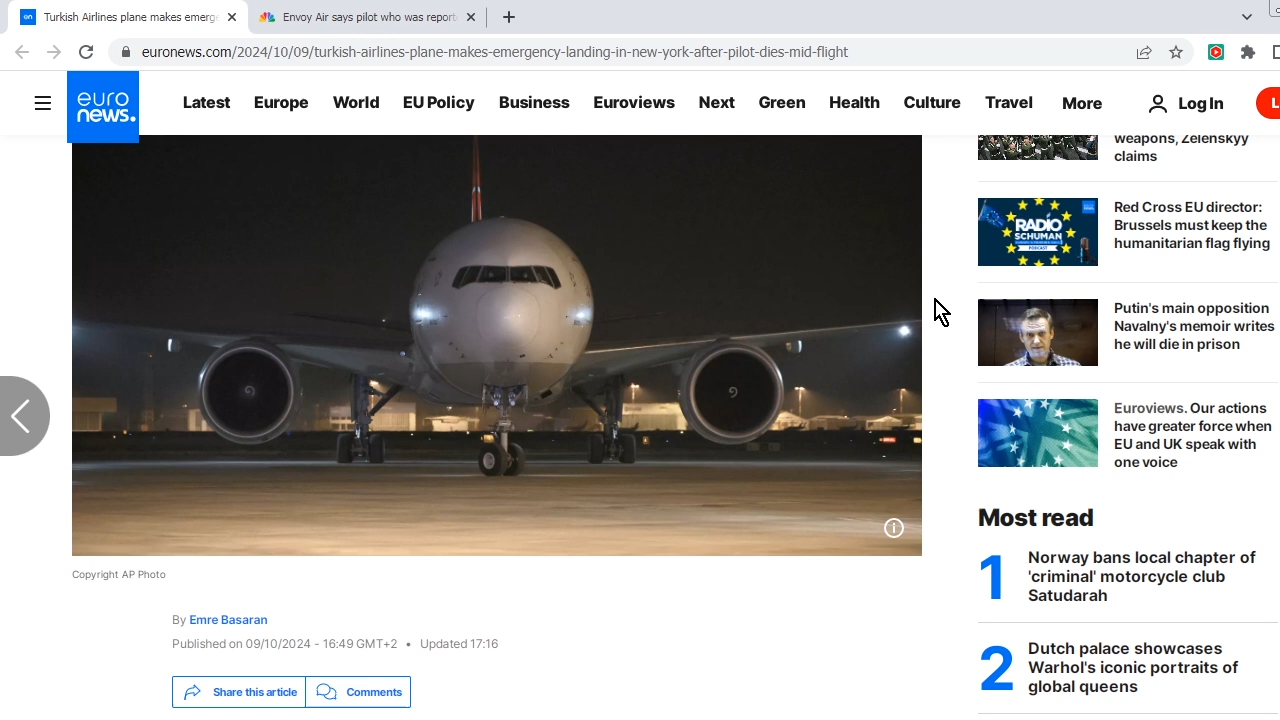 Turkish Airlines plane makes emerg
Envoy Air says pilot who was report
euronews.com/2024/10/09/turkish-airlines-plane-makes-emergency-landing-in-new-york-after-pilot-dies-mid-flight
euro
news.
Latest
Europe
World
EU Policy
Business
Euroviews
Next
Green
Health
Culture
Travel
More
Log In
L
weapons, Zelenskyy
claims
RADIO
SCHUMAN
PODCAST
Red Cross EU director:
Brussels must keep the
humanitarian flag flying
Putin's main opposition
Navalny's memoir writes
he will die in prison
Euroviews. Our actions
have greater force when
EU and UK speak with
one voice
Most read
1
Norway bans local chapter of
'criminal' motorcycle club
Satudarah
2
Dutch palace showcases
Warhol's iconic portraits of
global queens
Copyright AP Photo
By Emre Basaran
Published on 09/10/2024 - 16:49 GMT+2 • Updated 17:16
Share this article
Comments